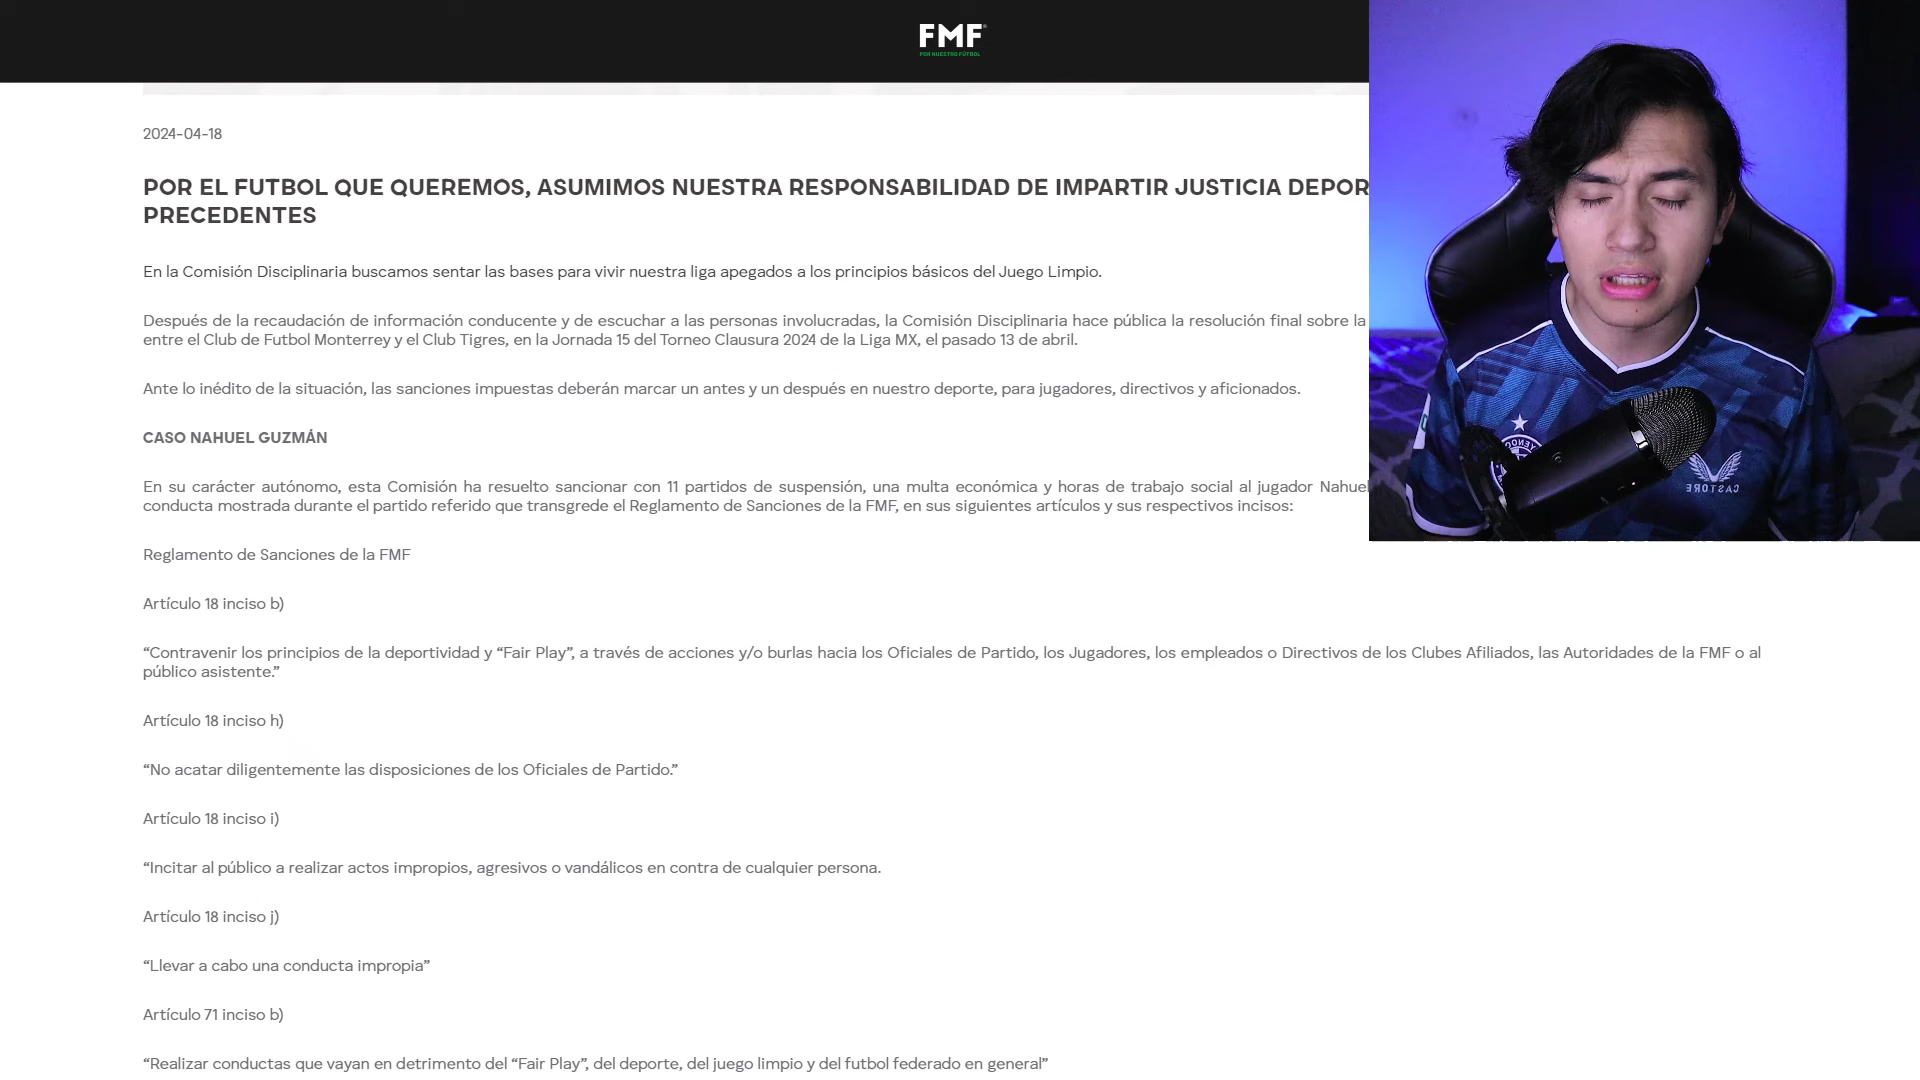 FMF
POR NUESTRO FÚTBOL
2024-04-18
POR EL FUTBOL QUE QUEREMOS, ASUMIMOS NUESTRA RESPONSABILIDAD DE IMPARTIR JUSTICIA DEPOR
PRECEDENTES
En la Comisión Disciplinaria buscamos sentar las bases para vivir nuestra liga apegados a los principios básicos del Juego Limpio.
Después de la recaudación de información conducente y de escuchar a las personas involucradas, la Comisión Disciplinaria hace pública la resolución final sobre la
entre el Club de Futbol Monterrey y el Club Tigres, en la Jornada 15 del Torneo Clausura 2024 de la Liga MX, el pasado 13 de abril.
Ante lo inédito de la situación, las sanciones impuestas deberán marcar un antes y un después en nuestro deporte, para jugadores, directivos y aficionados.
CASO NAHUEL GUZMÁN
En su carácter autónomo, esta Comisión ha resuelto sancionar con 11 partidos de suspensión, una multa económica y horas de trabajo social al jugador Nahuel
conducta mostrada durante el partido referido que transgrede el Reglamento de Sanciones de la FMF, en sus siguientes artículos y sus respectivos incisos:
Reglamento de Sanciones de la FMF
Artículo 18 inciso b)
“Contravenir los principios de la deportividad y “Fair Play”, a través de acciones y/o burlas hacia los Oficiales de Partido, los Jugadores, los empleados o Directivos de los Clubes Afiliados, las Autoridades de la FMF o al
público asistente.”
Artículo 18 inciso h)
“No acatar diligentemente las disposiciones de los Oficiales de Partido.”
Artículo 18 inciso i)
“Incitar al público a realizar actos impropios, agresivos o vandálicos en contra de cualquier persona.
Artículo 18 inciso j)
“Llevar a cabo una conducta impropia”
Artículo 71 inciso b)
“Realizar conductas que vayan en detrimento del “Fair Play”, del deporte, del juego limpio y del futbol federado en general”
CASTORE